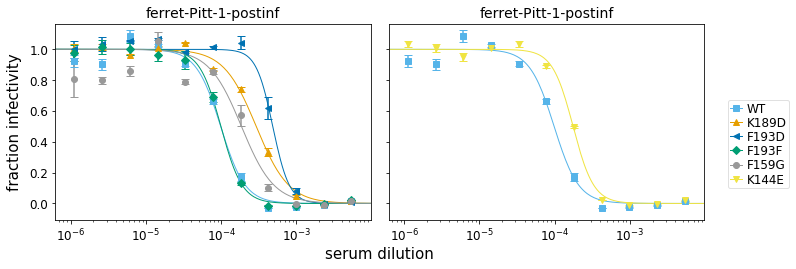 ferret-Pitt-1-postinf ferret-Pitt-1-postinf
fraction infectivity
1.0
0.8
0.6
0.4
0.2
0.0
10⁻⁶ 10⁻⁵ 10⁻⁴ 10⁻³ 10⁻⁶ 10⁻⁵ 10⁻⁴ 10⁻³
serum dilution
WT
K189D
F193D
F193F
F159G
K144E